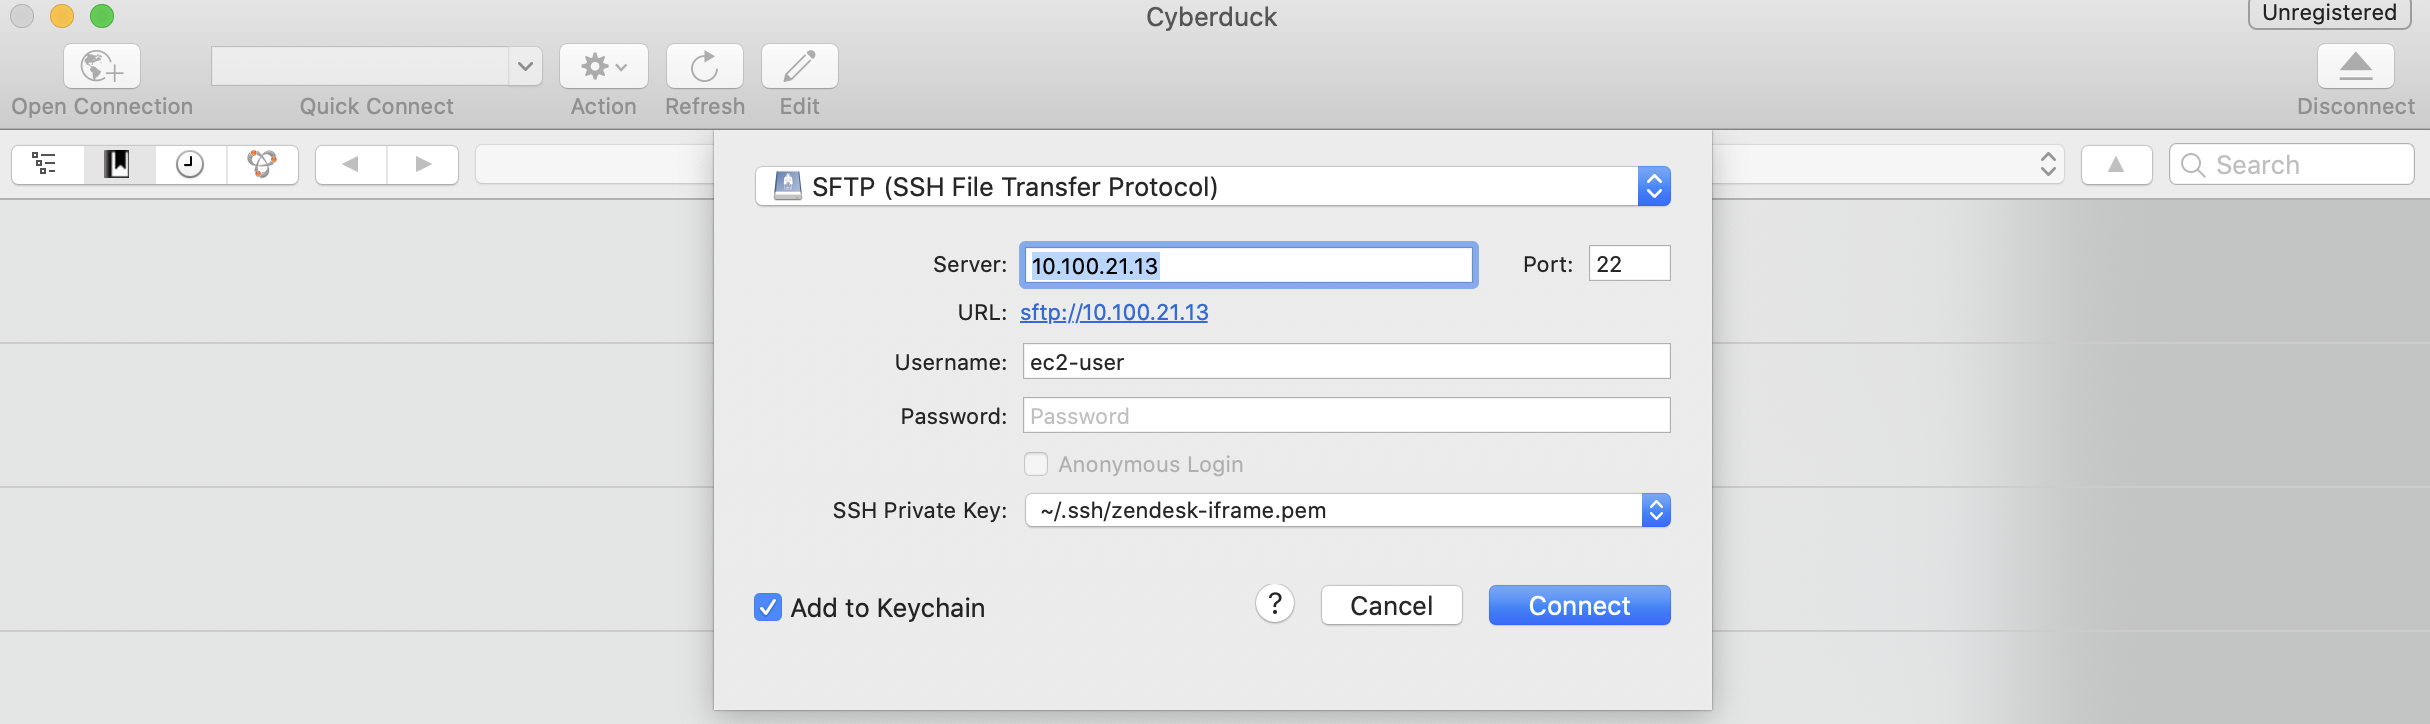 Cyberduck
Unregistered
Open Connection
Quick Connect
Action
Refresh
Edit
Disconnect
Search
SFTP (SSH File Transfer Protocol)
Server: 10.100.21.13 Port: 22
URL: sftp://10.100.21.13
Username: ec2-user
Password: Password
Anonymous Login
SSH Private Key: ~/.ssh/zendesk-iframe.pem
Add to Keychain
?
Cancel
Connect